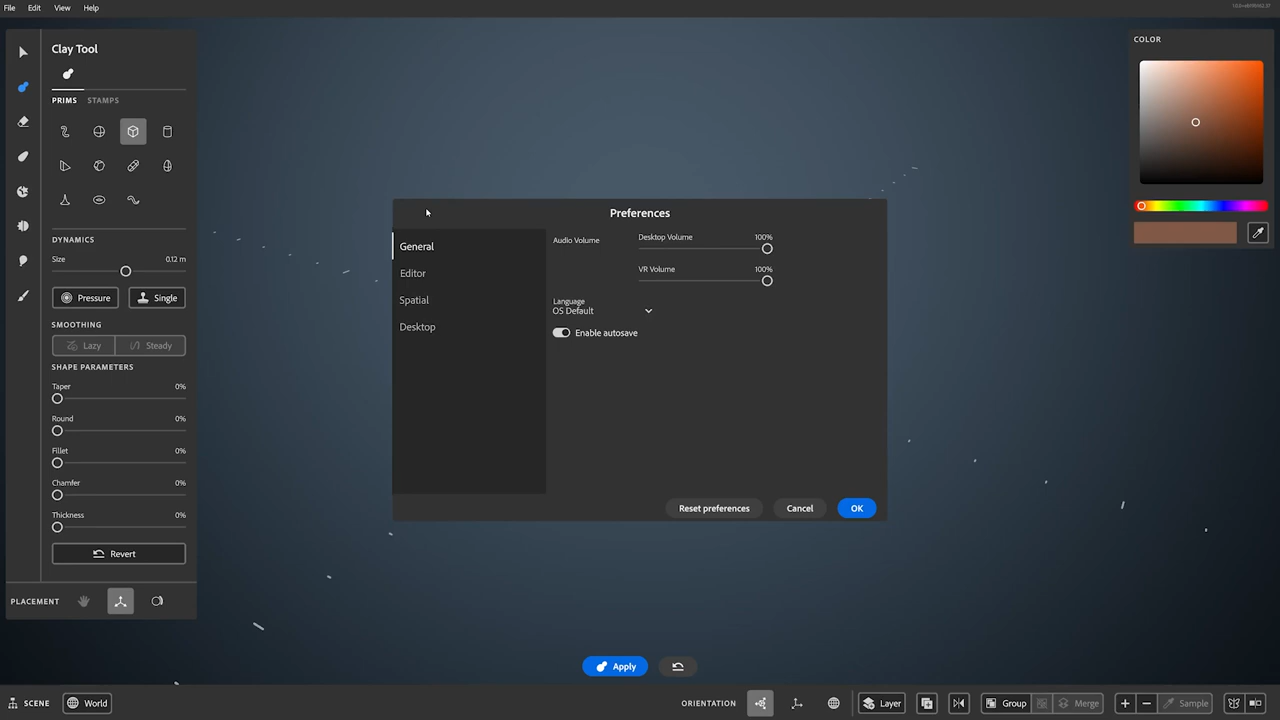 File Edit View Help
Clay Tool
PRIMS STAMPS
DYNAMICS
Size 0.12 m
Pressure Single
SMOOTHING
Lazy Steady
SHAPE PARAMETERS
Taper 0%
Round 0%
Fillet 0%
Chamfer 0%
Thickness 0%
Revert
PLACEMENT
Preferences
General
Editor
Spatial
Desktop
Audio Volume
Desktop Volume 100%
VR Volume 100%
Language
OS Default
Enable autosave
Reset preferences Cancel OK
COLOR
Apply
SCENE World
ORIENTATION Layer Group Merge Sample